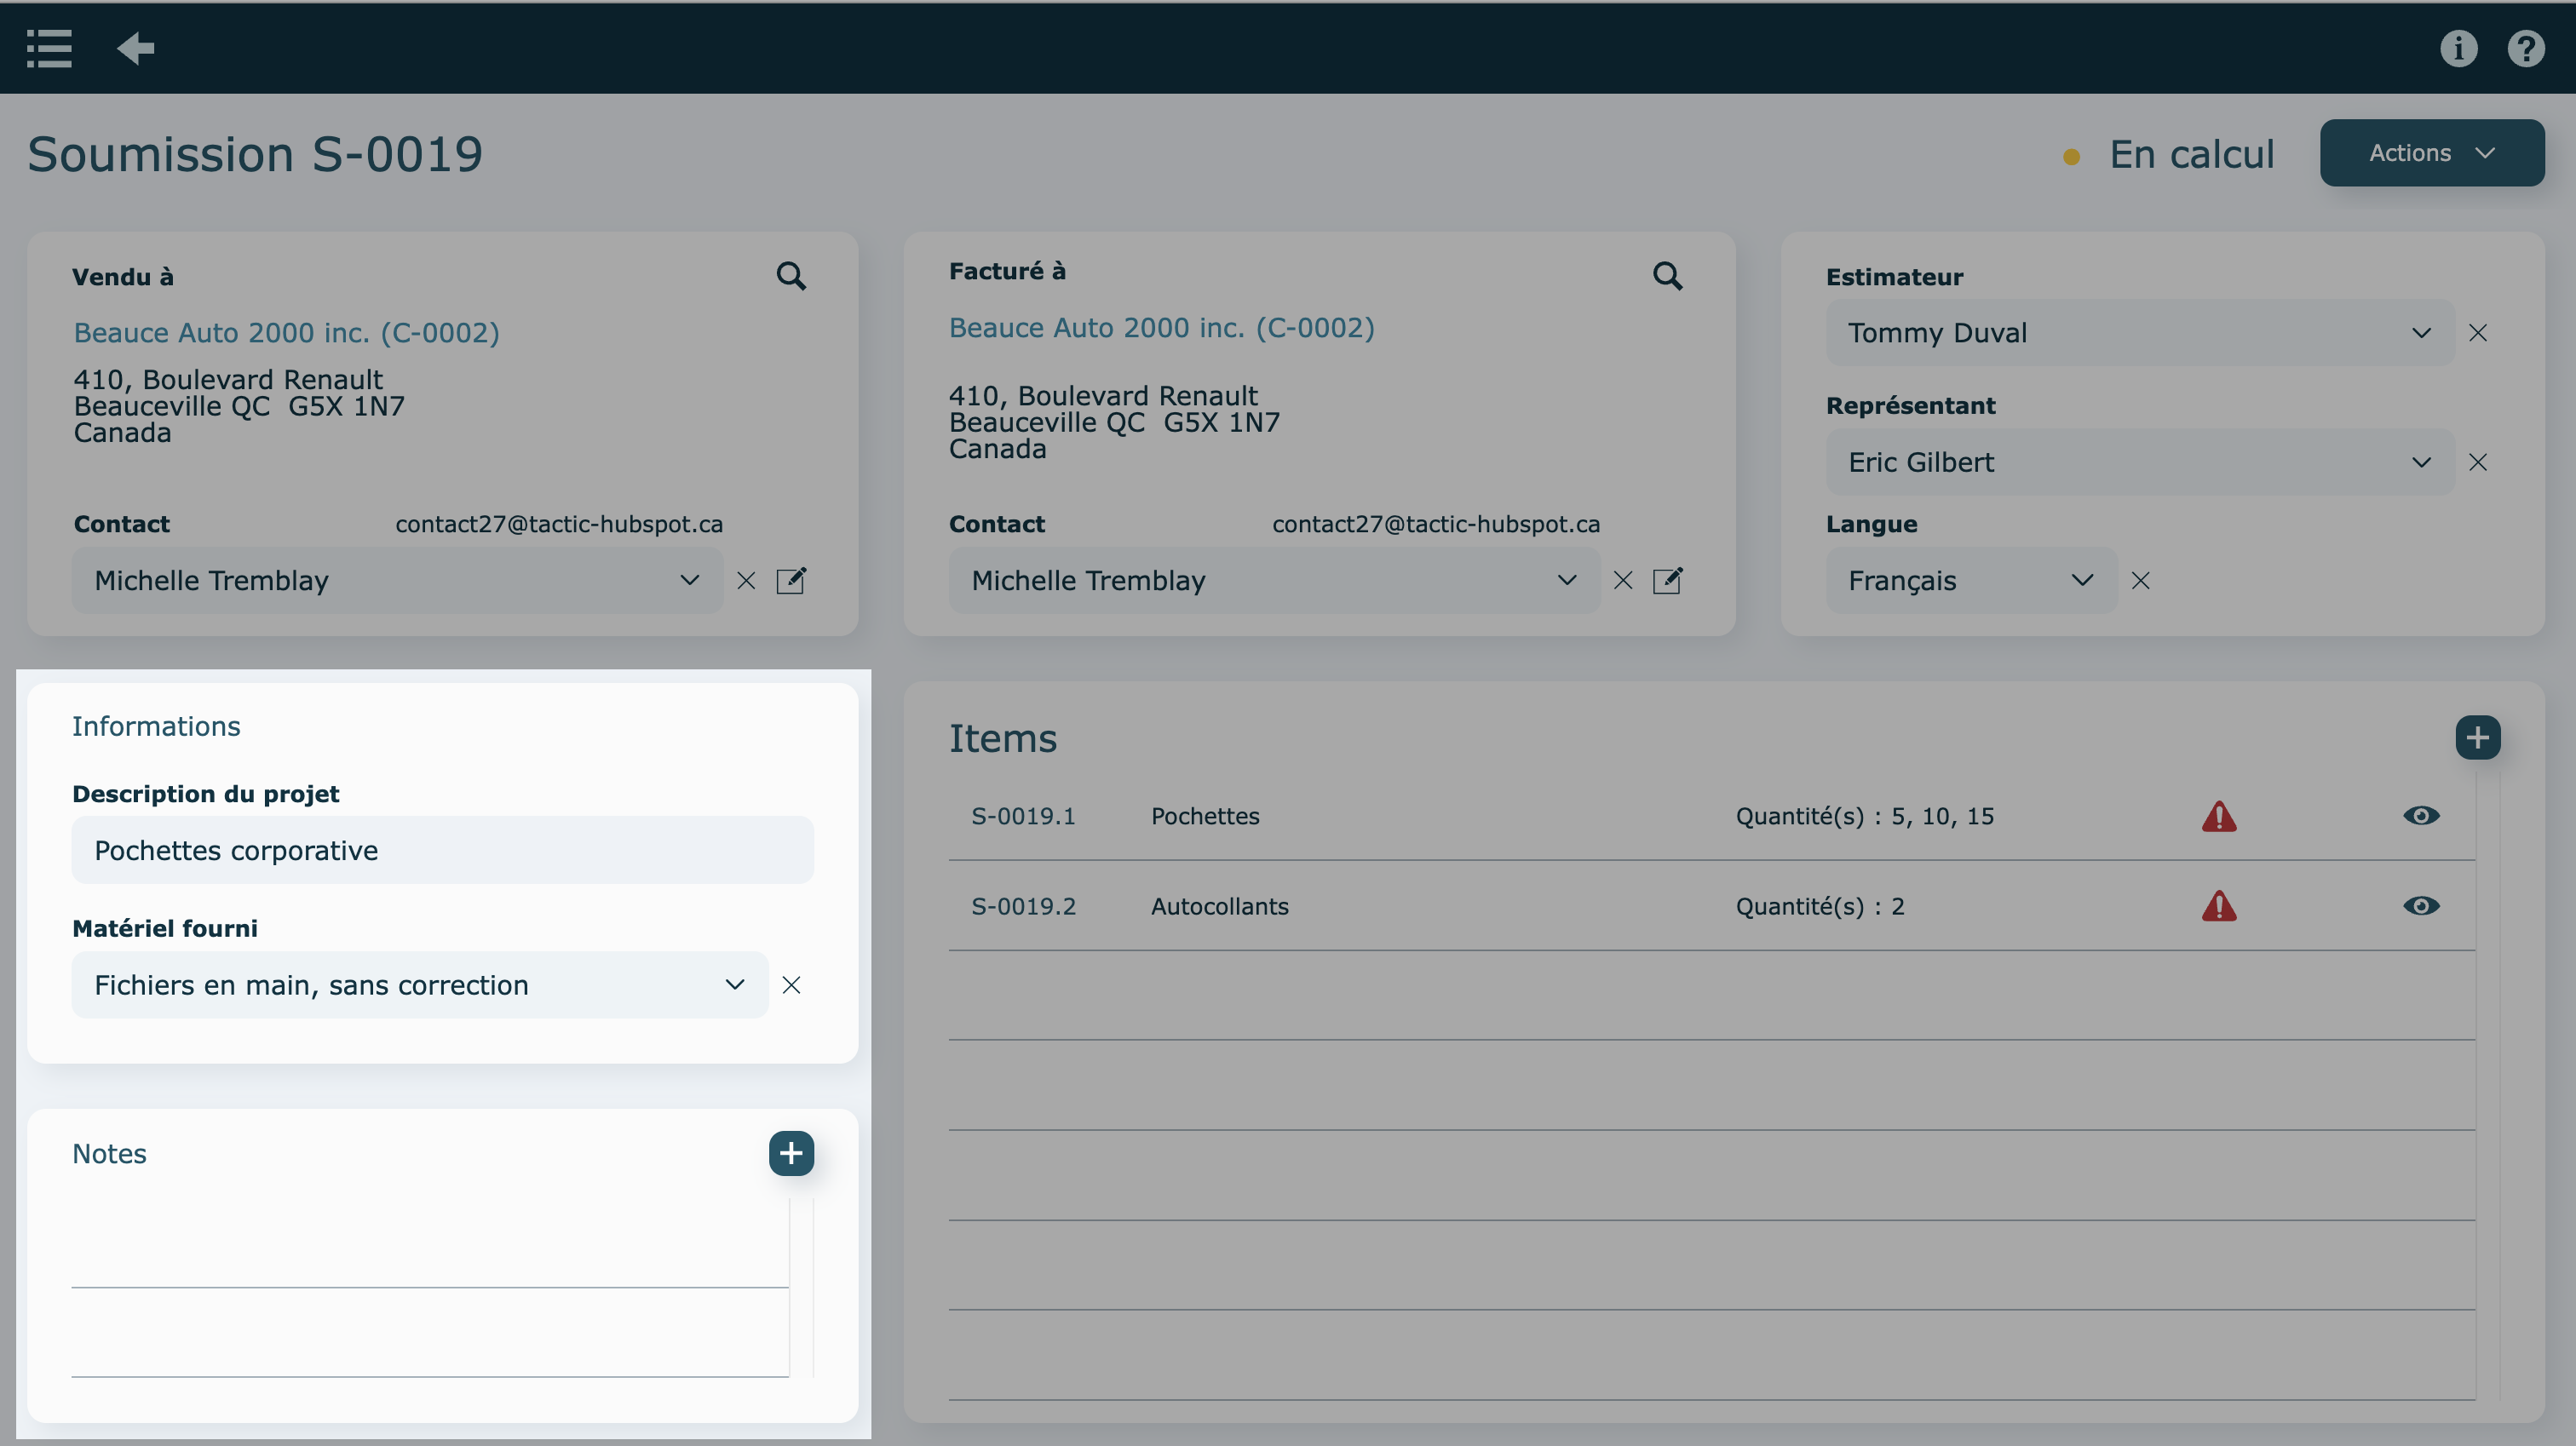 Soumission S-0019
En calcul
Actions
Vendu à
Beauce Auto 2000 inc. (C-0002)
410, Boulevard Renault
Beauceville QC  G5X 1N7
Canada
Contact
contact27@tactic-hubspot.ca
Michelle Tremblay
Facturé à
Beauce Auto 2000 inc. (C-0002)
410, Boulevard Renault
Beauceville QC  G5X 1N7
Canada
Contact
contact27@tactic-hubspot.ca
Michelle Tremblay
Estimateur
Tommy Duval
Représentant
Eric Gilbert
Langue
Français
Informations
Description du projet
Pochettes corporative
Matériel fourni
Fichiers en main, sans correction
Notes
Items
S-0019.1 Pochettes Quantité(s) : 5, 10, 15
S-0019.2 Autocollants Quantité(s) : 2